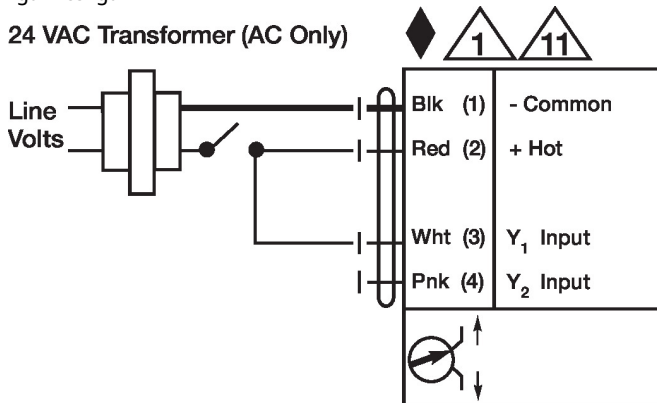 24 VAC Transformer (AC Only)
1
11
Line
Volts
Blk (1) - Common
Red (2) + Hot
Wht (3) Y1 Input
Pnk (4) Y2 Input